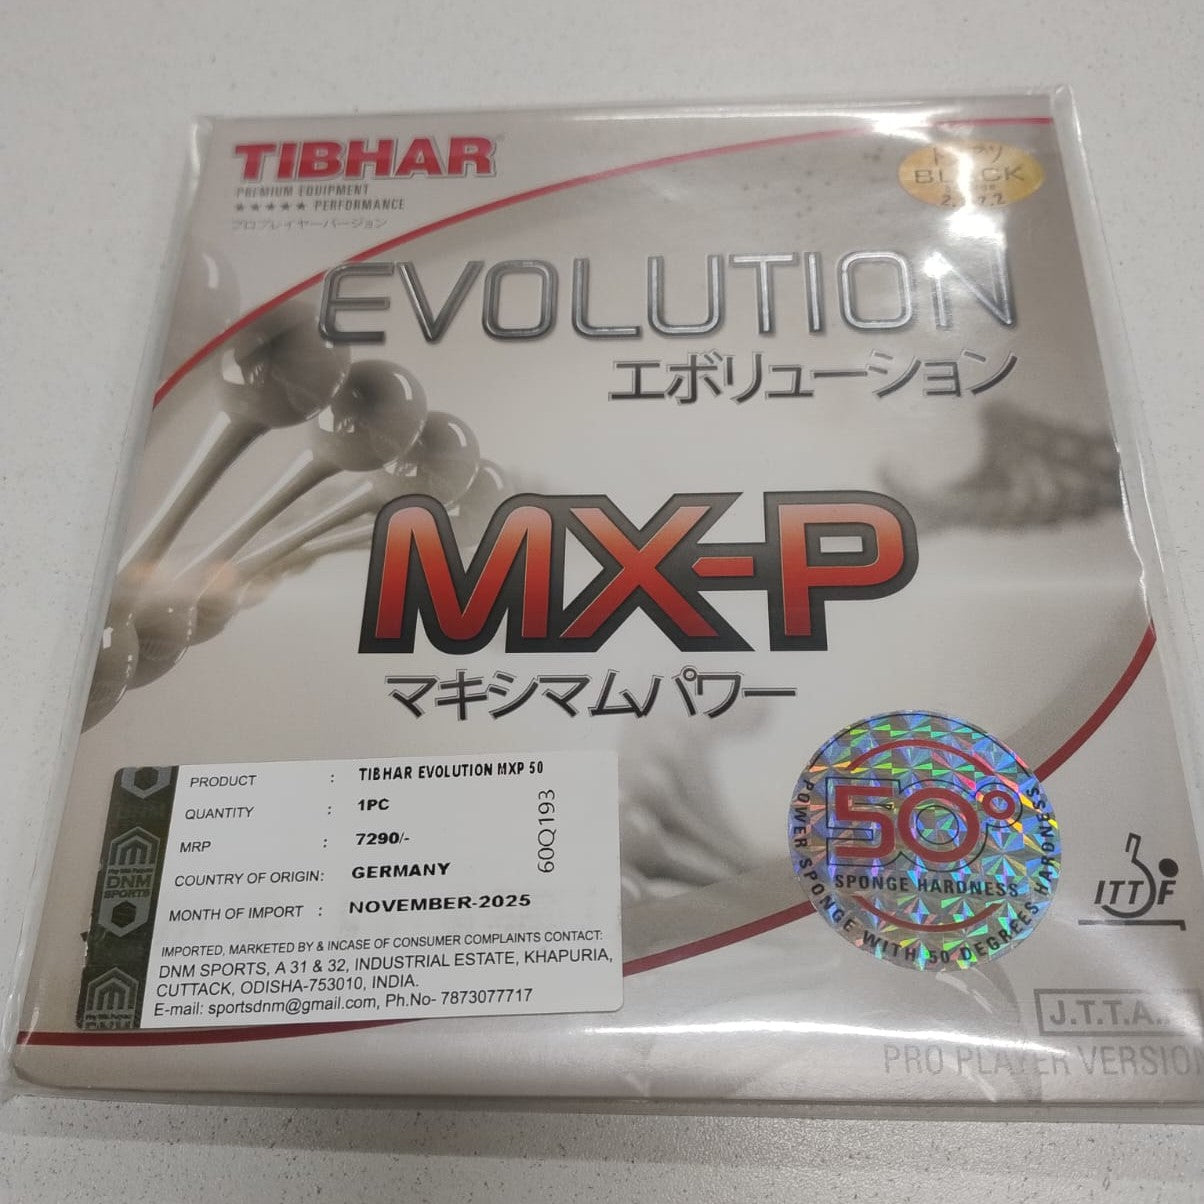 TIBHAR
PREMIUM EQUIPMENT
★★★★★ PERFORMANCE
プロプレイヤーバージョン
BLACK
EVOLUTION
エボリューション
MX-P
マキシマムパワー
PRODUCT : TIBHAR EVOLUTION MXP 50
QUANTITY : 1PC
MRP : 7290/-
COUNTRY OF ORIGIN: GERMANY
MONTH OF IMPORT : NOVEMBER-2025
60Q193
IMPORTED, MARKETED BY & INCASE OF CONSUMER COMPLAINTS CONTACT:
DNM SPORTS, A 31 & 32, INDUSTRIAL ESTATE, KHAPURIA,
CUTTACK, ODISHA-753010, INDIA.
E-mail: sportsdnm@gmail.com, Ph.No- 7873077717
DNM
SPORTS
50°
SPONGE HARDNESS
POWER SPONGE WITH 50 DEGREES HARDNESS
ITTF
J.T.T.A.
PRO PLAYER VERSION